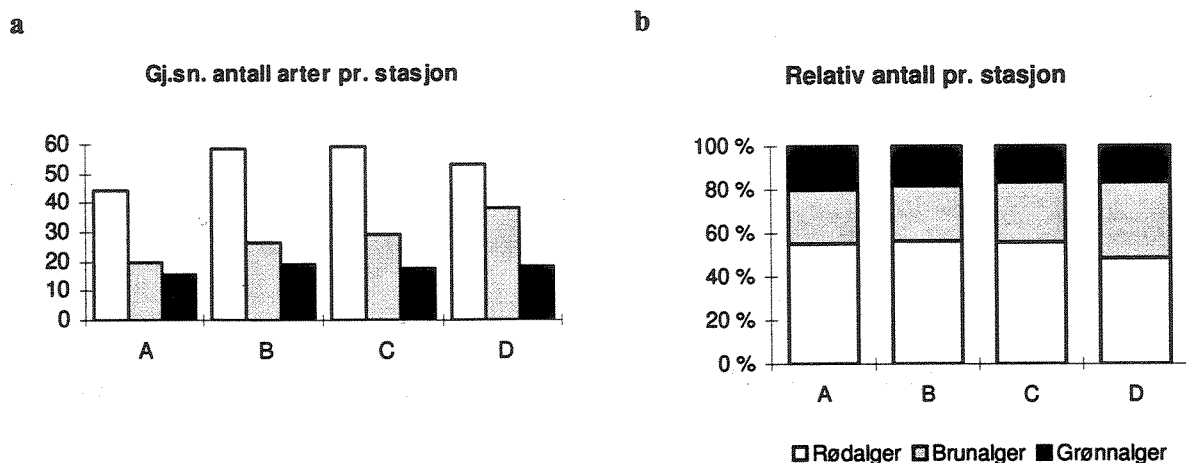 a
Gj.sn. antall arter pr. stasjon
60
50
40
30
20
10
0
A B C D
b
Relativ antall pr. stasjon
100 %
80 %
60 %
40 %
20 %
0 %
A B C D
Rødalger Brunalger Grønnalger